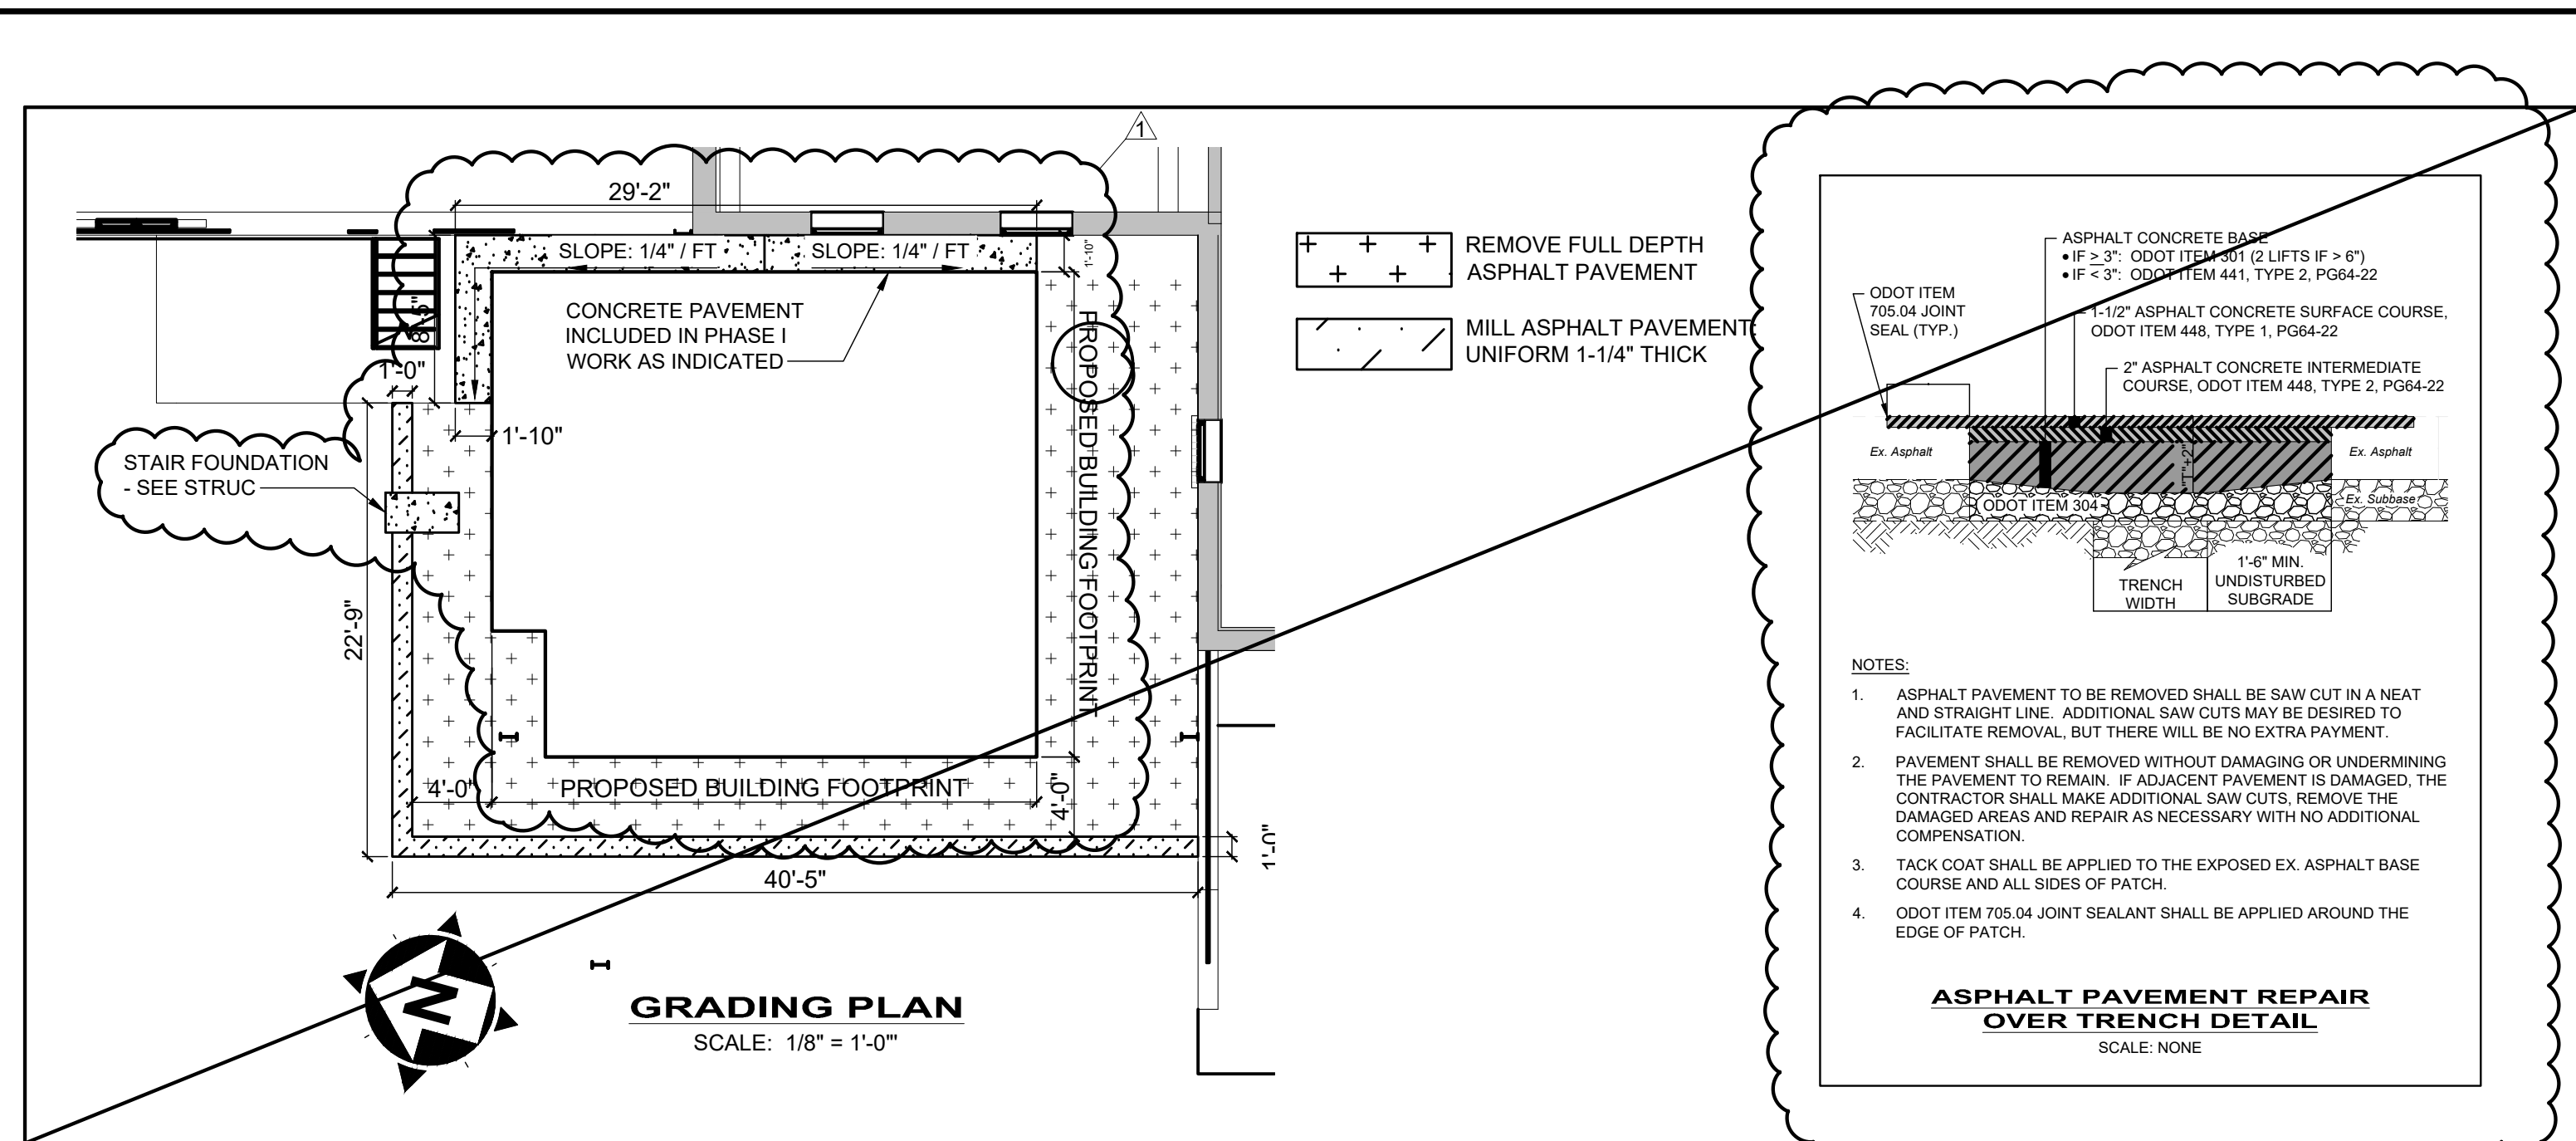 1
29'-2"
SLOPE: 1/4" / FT
SLOPE: 1/4" / FT
1'-10"
8'-5"
CONCRETE PAVEMENT
INCLUDED IN PHASE I
WORK AS INDICATED
PROPOSED BUILDING FOOTPRINT
1'-0"
1'-10"
STAIR FOUNDATION
- SEE STRUC
22'-9"
4'-0"
PROPOSED BUILDING FOOTPRINT
4'-0"
1'-0"
40'-5"
N
GRADING PLAN
SCALE: 1/8" = 1'-0"'
REMOVE FULL DEPTH
ASPHALT PAVEMENT
MILL ASPHALT PAVEMENT:
UNIFORM 1-1/4" THICK
ASPHALT CONCRETE BASE
• IF ≥ 3": ODOT ITEM 301 (2 LIFTS IF > 6")
• IF < 3": ODOT ITEM 441, TYPE 2, PG64-22
ODOT ITEM
705.04 JOINT
SEAL (TYP.)
1-1/2" ASPHALT CONCRETE SURFACE COURSE,
ODOT ITEM 448, TYPE 1, PG64-22
2" ASPHALT CONCRETE INTERMEDIATE
COURSE, ODOT ITEM 448, TYPE 2, PG64-22
Ex. Asphalt
"T"+2"
Ex. Asphalt
ODOT ITEM 304
Ex. Subbase
TRENCH
WIDTH
1'-6" MIN.
UNDISTURBED
SUBGRADE
NOTES:
1. ASPHALT PAVEMENT TO BE REMOVED SHALL BE SAW CUT IN A NEAT
AND STRAIGHT LINE. ADDITIONAL SAW CUTS MAY BE DESIRED TO
FACILITATE REMOVAL, BUT THERE WILL BE NO EXTRA PAYMENT.
2. PAVEMENT SHALL BE REMOVED WITHOUT DAMAGING OR UNDERMINING
THE PAVEMENT TO REMAIN. IF ADJACENT PAVEMENT IS DAMAGED, THE
CONTRACTOR SHALL MAKE ADDITIONAL SAW CUTS, REMOVE THE
DAMAGED AREAS AND REPAIR AS NECESSARY WITH NO ADDITIONAL
COMPENSATION.
3. TACK COAT SHALL BE APPLIED TO THE EXPOSED EX. ASPHALT BASE
COURSE AND ALL SIDES OF PATCH.
4. ODOT ITEM 705.04 JOINT SEALANT SHALL BE APPLIED AROUND THE
EDGE OF PATCH.
ASPHALT PAVEMENT REPAIR
OVER TRENCH DETAIL
SCALE: NONE